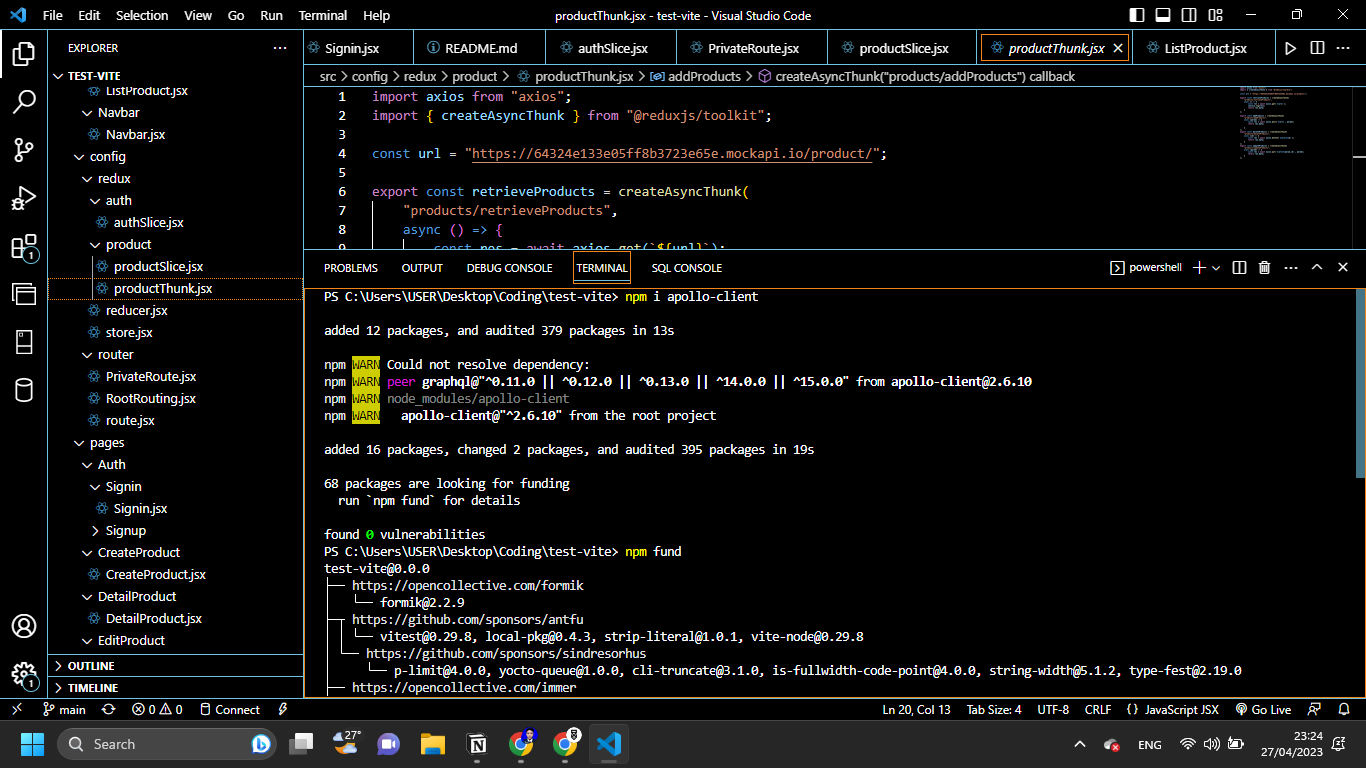 File Edit Selection View Go Run Terminal Help
productThunk.jsx - test-vite - Visual Studio Code
EXPLORER
TEST-VITE
ListProduct.jsx
Navbar
Navbar.jsx
config
redux
auth
authSlice.jsx
product
productSlice.jsx
productThunk.jsx
reducer.jsx
store.jsx
router
PrivateRoute.jsx
RootRouting.jsx
route.jsx
pages
Auth
Signin
Signin.jsx
Signup
CreateProduct
CreateProduct.jsx
DetailProduct
DetailProduct.jsx
EditProduct
OUTLINE
TIMELINE
1
1
Signin.jsx README.md authSlice.jsx PrivateRoute.jsx productSlice.jsx productThunk.jsx ListProduct.jsx
src > config > redux > product > productThunk.jsx > addProducts > createAsyncThunk("products/addProducts") callback
1 import axios from "axios";
2 import { createAsyncThunk } from "@reduxjs/toolkit";
3
4 const url = "https://64324e133e05ff8b3723e65e.mockapi.io/product/";
5
6 export const retrieveProducts = createAsyncThunk(
7 "products/retrieveProducts",
8 async () => {
9 const res = await axios.get(`${url}`);
PROBLEMS OUTPUT DEBUG CONSOLE TERMINAL SQL CONSOLE
powershell
PS C:\Users\USER\Desktop\Coding\test-vite> npm i apollo-client
added 12 packages, and audited 379 packages in 13s
npm WARN Could not resolve dependency:
npm WARN peer graphql@"^0.11.0 || ^0.12.0 || ^0.13.0 || ^14.0.0 || ^15.0.0" from apollo-client@2.6.10
npm WARN node_modules/apollo-client
npm WARN apollo-client@"^2.6.10" from the root project
added 16 packages, changed 2 packages, and audited 395 packages in 19s
68 packages are looking for funding
run `npm fund` for details
found 0 vulnerabilities
PS C:\Users\USER\Desktop\Coding\test-vite> npm fund
test-vite@0.0.0
https://opencollective.com/formik
formik@2.2.9
https://github.com/sponsors/antfu
vitest@0.29.8, local-pkg@0.4.3, strip-literal@1.0.1, vite-node@0.29.8
https://github.com/sponsors/sindresorhus
p-limit@4.0.0, yocto-queue@1.0.0, cli-truncate@3.1.0, is-fullwidth-code-point@4.0.0, string-width@5.1.2, type-fest@2.19.0
https://opencollective.com/immer
main 0 0 Connect
Ln 20, Col 13 Tab Size: 4 UTF-8 CRLF {} JavaScript JSX Go Live
Search
27°
ENG
23:24
27/04/2023